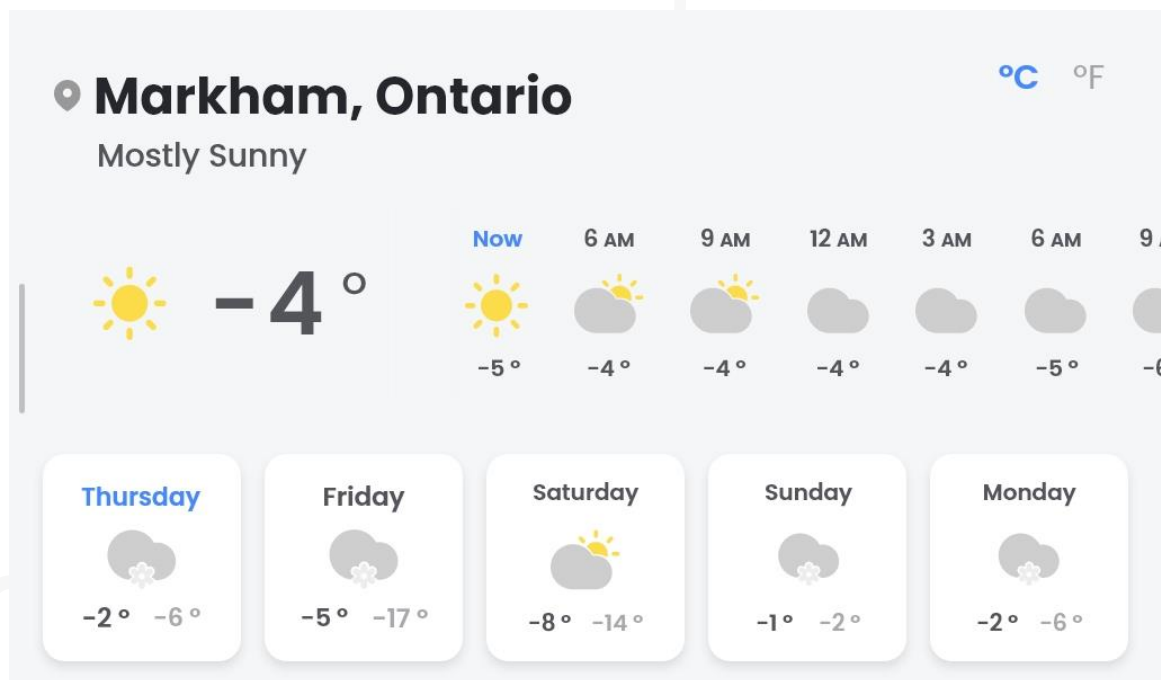 Markham, Ontario
°C °F
Mostly Sunny
Now 6 AM 9 AM 12 AM 3 AM 6 AM 9
-4°
-5° -4° -4° -4° -4° -5°
Thursday Friday Saturday Sunday Monday
-2° -6° -5° -17° -8° -14° -1° -2° -2° -6°